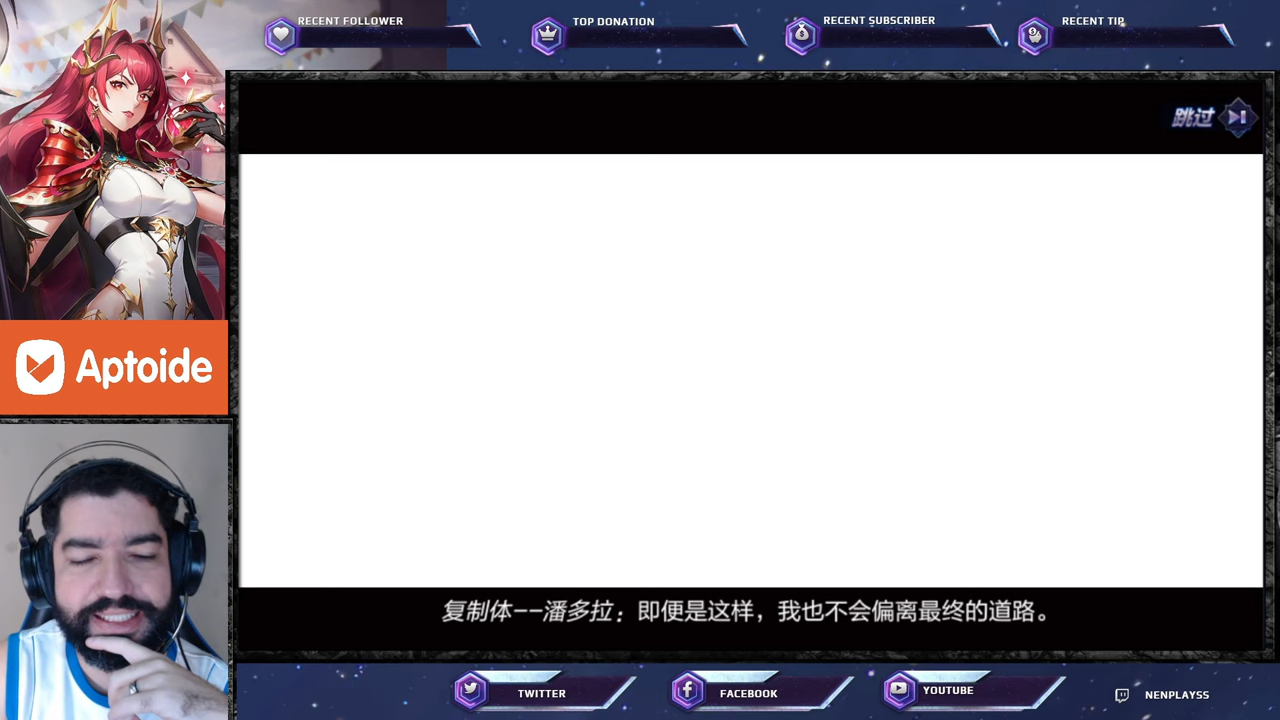 RECENT FOLLOWER
TOP DONATION
RECENT SUBSCRIBER
RECENT TIP
跳过
Aptoide
复制体--潘多拉：即便是这样，我也不会偏离最终的道路。
TWITTER
FACEBOOK
YOUTUBE
NENPLAYSS